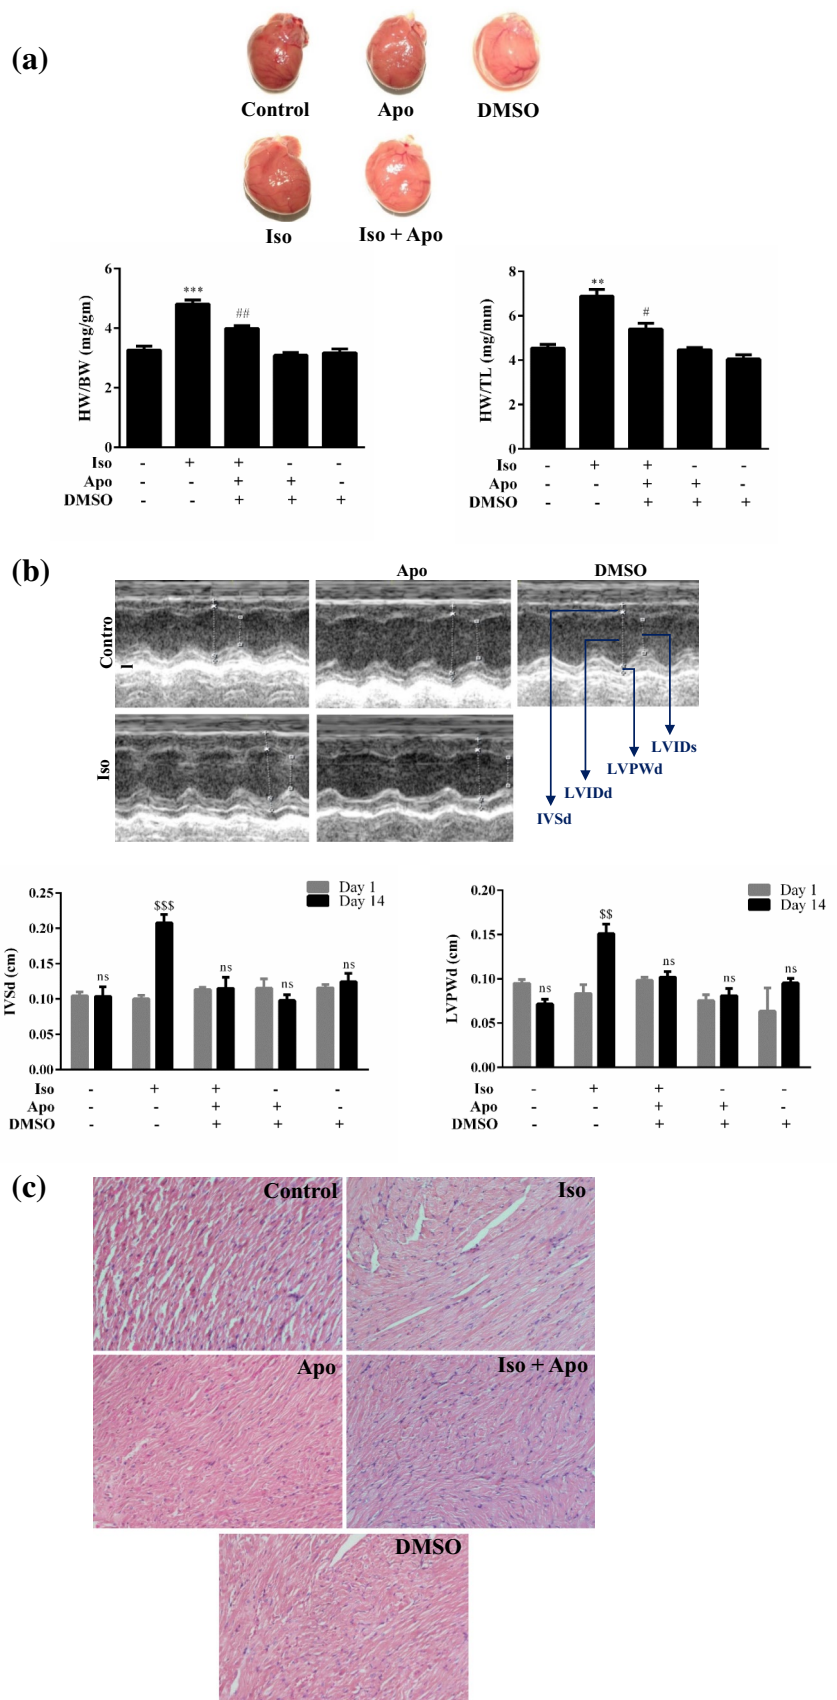 (a)
Control Apo DMSO
Iso Iso + Apo
HW/BW (mg/gm)
6
4
2
0
***
##
Iso - + + - -
Apo - - + + -
DMSO - - + + +
HW/TL (mg/mm)
8
6
4
2
0
**
#
Iso - + + - -
Apo - - + + -
DMSO - - + + +
(b)
Apo DMSO
Contro
l
Iso
LVIDs
LVPWd
LVIDd
IVSd
IVSd (cm)
0.25
0.20
0.15
0.10
0.05
0.00
Day 1
Day 14
ns $$$ ns ns ns
Iso - + + - -
Apo - - + + -
DMSO - - + + +
LVPWd (cm)
0.20
0.15
0.10
0.05
0.00
Day 1
Day 14
ns $$ ns ns ns
Iso - + + - -
Apo - - + + -
DMSO - - + + +
(c)
Control Iso
Apo Iso + Apo
DMSO